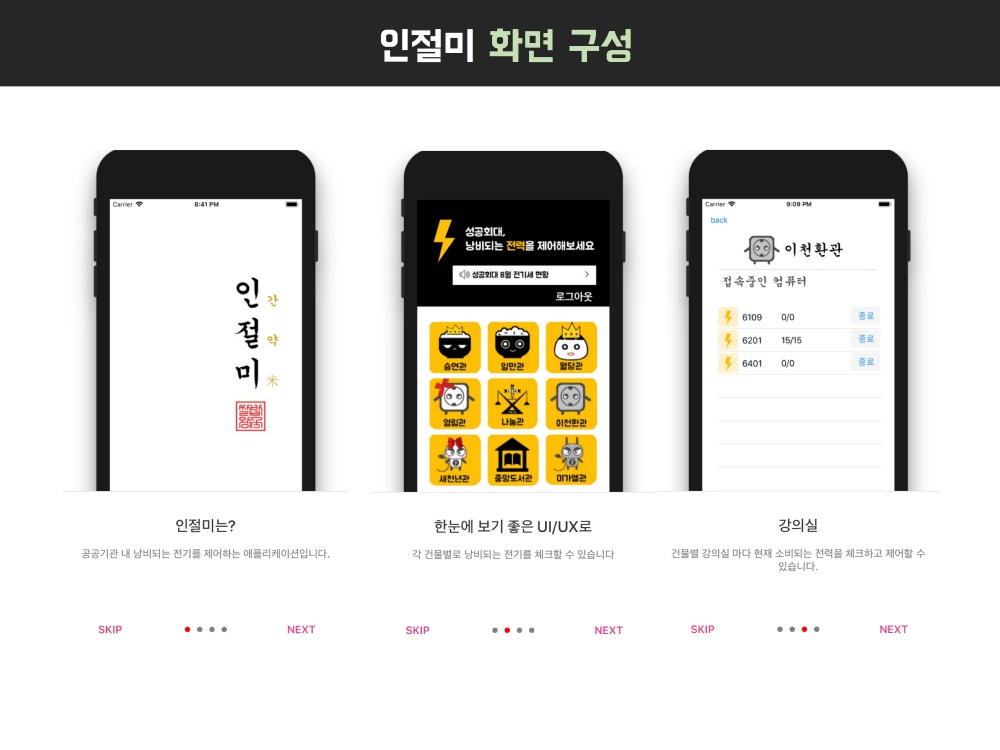 인절미 화면 구성
Carrier 8:41 PM
인 간
절 약
미 米
성공회대,
낭비되는 전력을 제어해보세요
성공회대 8월 전기세 현황
로그아웃
승연관 일만관 월당관
열림관 나눔관 이천환관
새천년관 중앙도서관 미가엘관
Carrier 9:09 PM
back
이천환관
접속중인 컴퓨터
6109 0/0 종료
6201 15/15 종료
6401 0/0 종료
인절미는?
공공기관 내 낭비되는 전기를 제어하는 애플리케이션입니다.
SKIP NEXT
한눈에 보기 좋은 UI/UX로
각 건물별로 낭비되는 전기를 체크할 수 있습니다
SKIP NEXT
강의실
건물별 강의실 마다 현재 소비되는 전력을 체크하고 제어할 수
있습니다.
SKIP NEXT